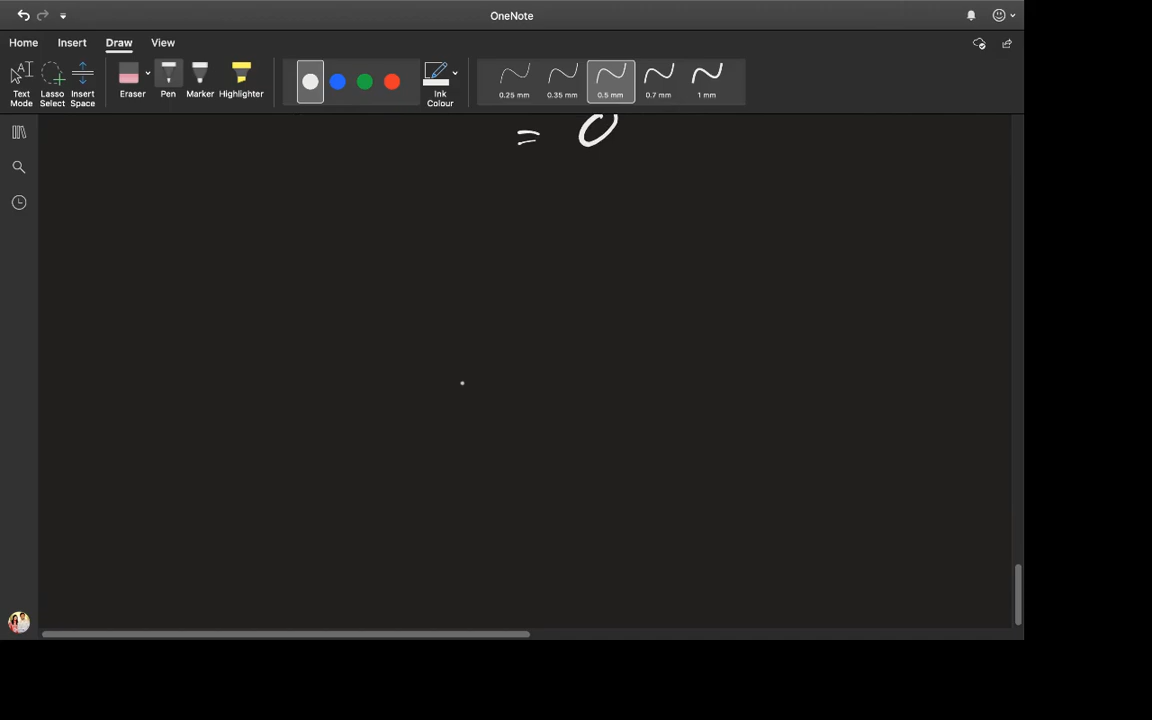 OneNote
Home Insert Draw View
Text Mode Lasso Select Insert Space Eraser Pen Marker Highlighter Ink Colour 0.25 mm 0.35 mm 0.5 mm 0.7 mm 1 mm
= 0